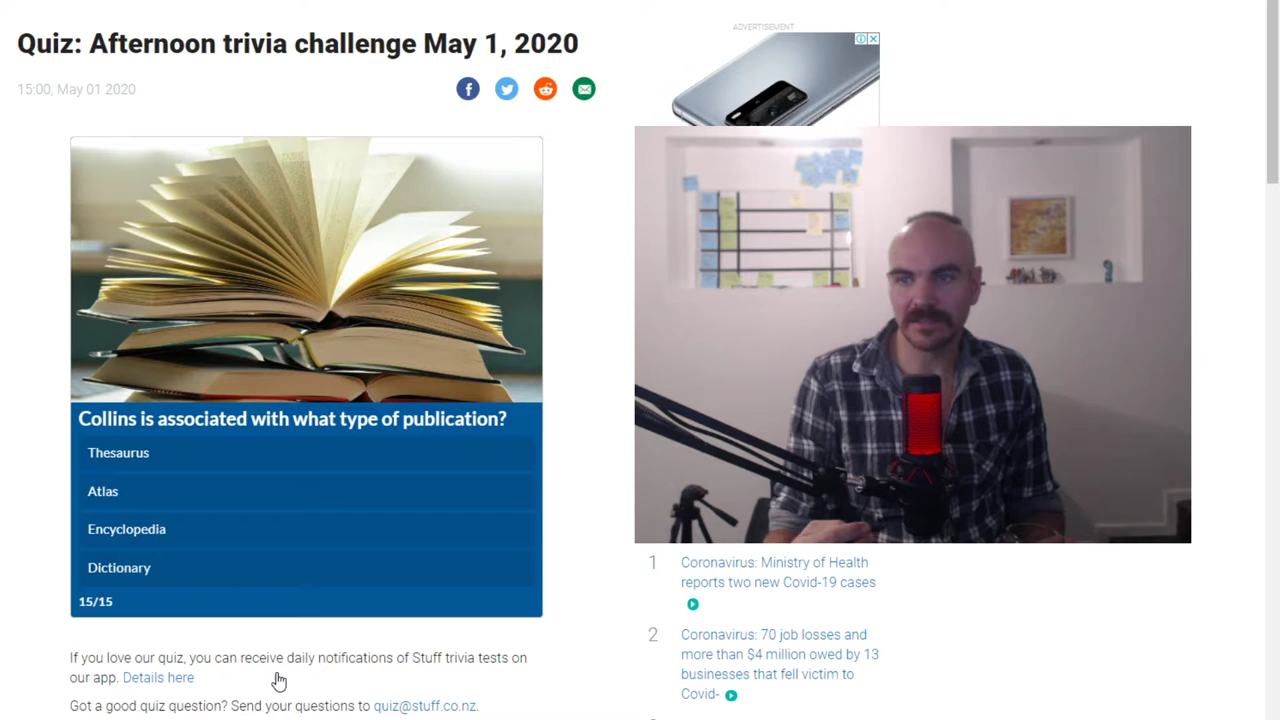 Quiz: Afternoon trivia challenge May 1, 2020
15:00, May 01 2020
ADVERTISEMENT
Collins is associated with what type of publication?
Thesaurus
Atlas
Encyclopedia
Dictionary
15/15
If you love our quiz, you can receive daily notifications of Stuff trivia tests on
our app. Details here
Got a good quiz question? Send your questions to quiz@stuff.co.nz.
1 Coronavirus: Ministry of Health
reports two new Covid-19 cases
2 Coronavirus: 70 job losses and
more than $4 million owed by 13
businesses that fell victim to
Covid-